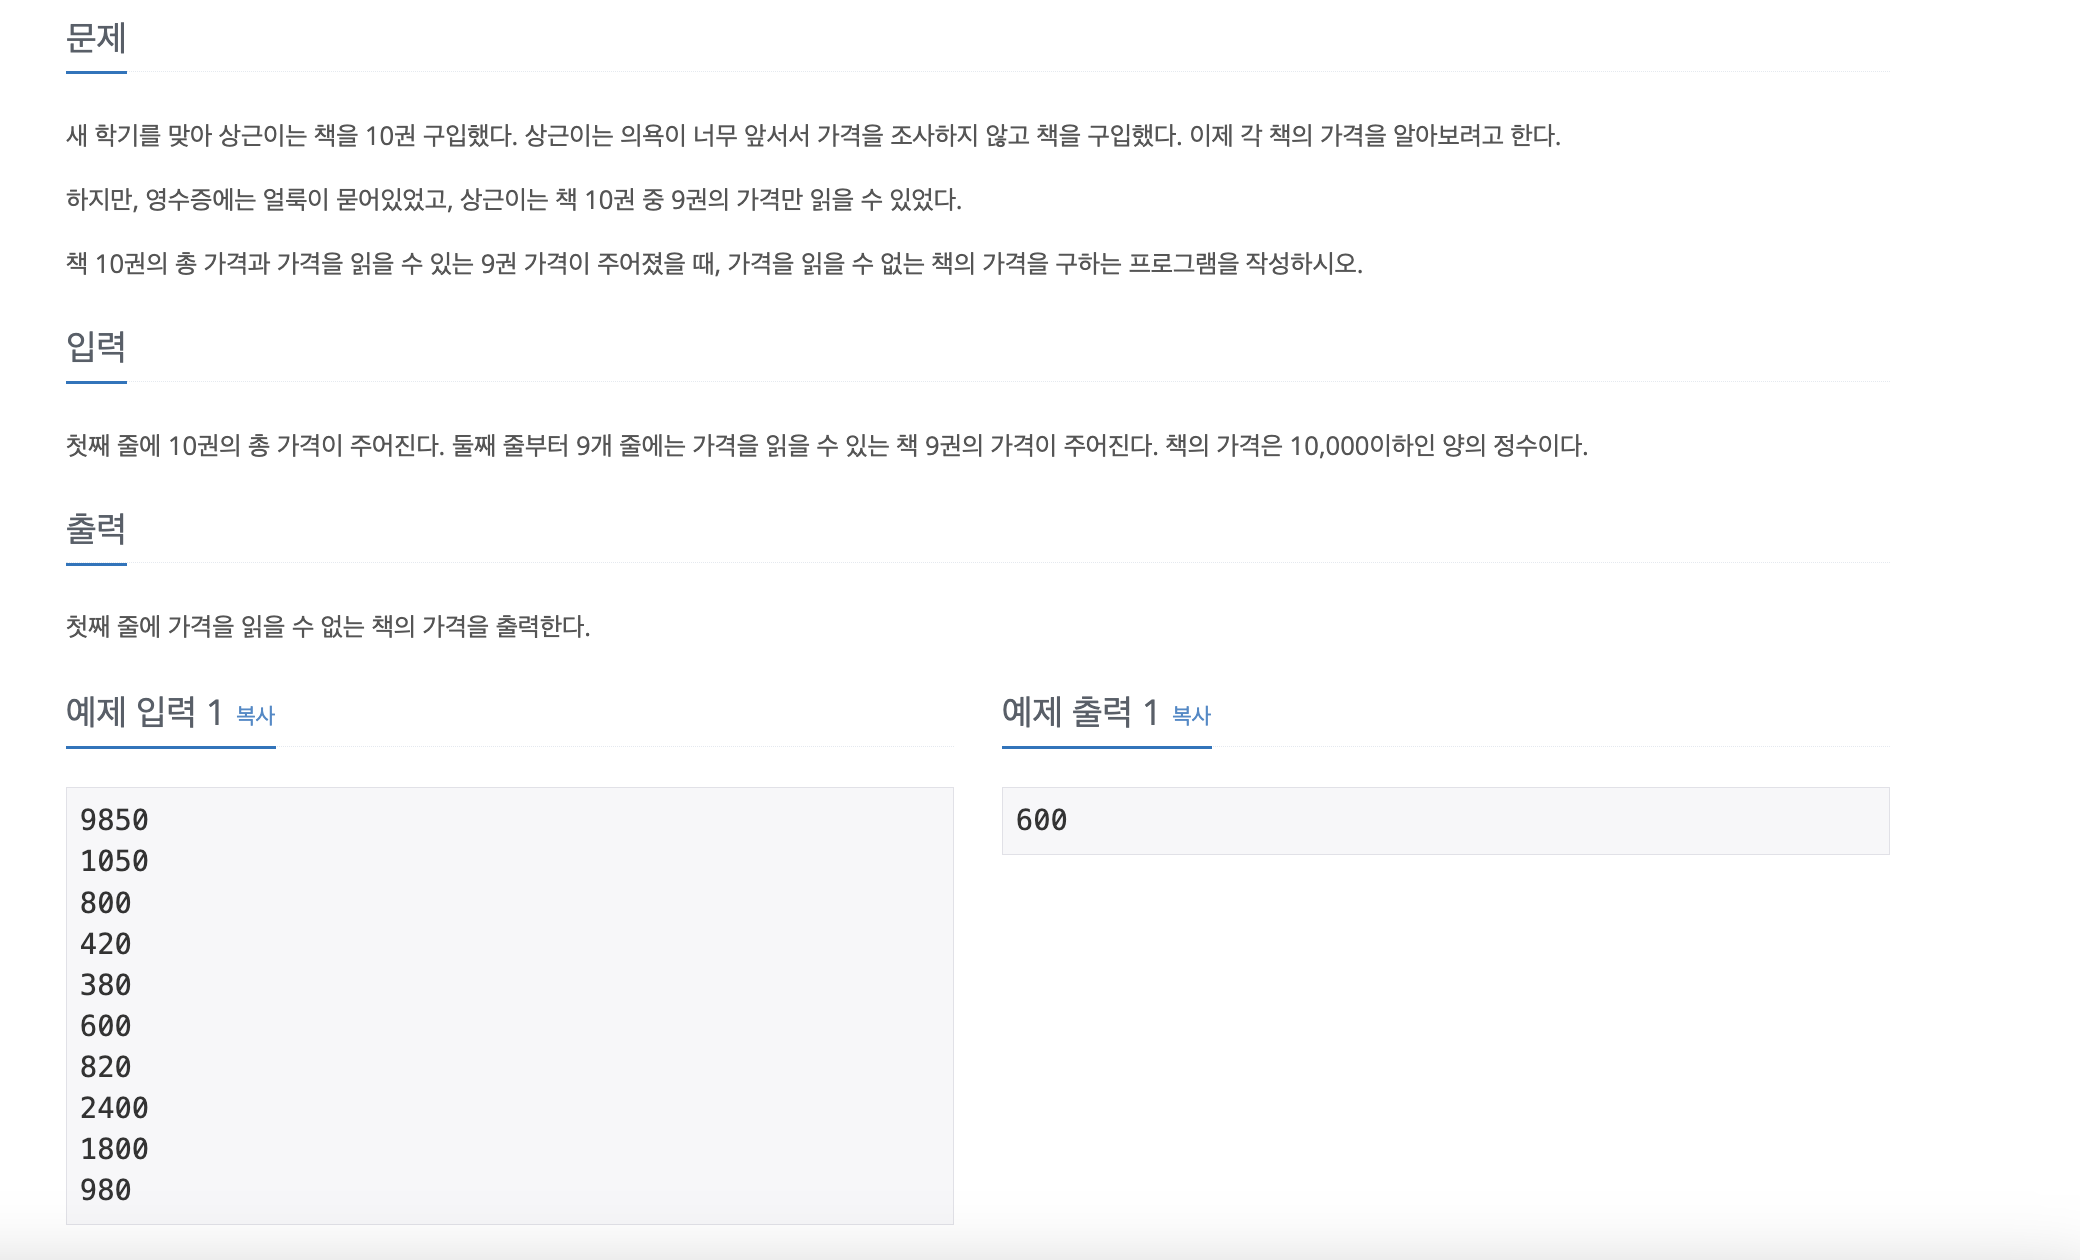 문제
새 학기를 맞아 상근이는 책을 10권 구입했다. 상근이는 의욕이 너무 앞서서 가격을 조사하지 않고 책을 구입했다. 이제 각 책의 가격을 알아보려고 한다.
하지만, 영수증에는 얼룩이 묻어있었고, 상근이는 책 10권 중 9권의 가격만 읽을 수 있었다.
책 10권의 총 가격과 가격을 읽을 수 있는 9권 가격이 주어졌을 때, 가격을 읽을 수 없는 책의 가격을 구하는 프로그램을 작성하시오.
입력
첫째 줄에 10권의 총 가격이 주어진다. 둘째 줄부터 9개 줄에는 가격을 읽을 수 있는 책 9권의 가격이 주어진다. 책의 가격은 10,000이하인 양의 정수이다.
출력
첫째 줄에 가격을 읽을 수 없는 책의 가격을 출력한다.
예제 입력 1 복사
9850
1050
800
420
380
600
820
2400
1800
980
예제 출력 1 복사
600